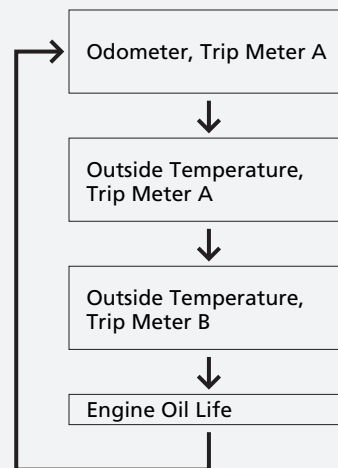 Odometer, Trip Meter A
Outside Temperature,
Trip Meter A
Outside Temperature,
Trip Meter B
Engine Oil Life